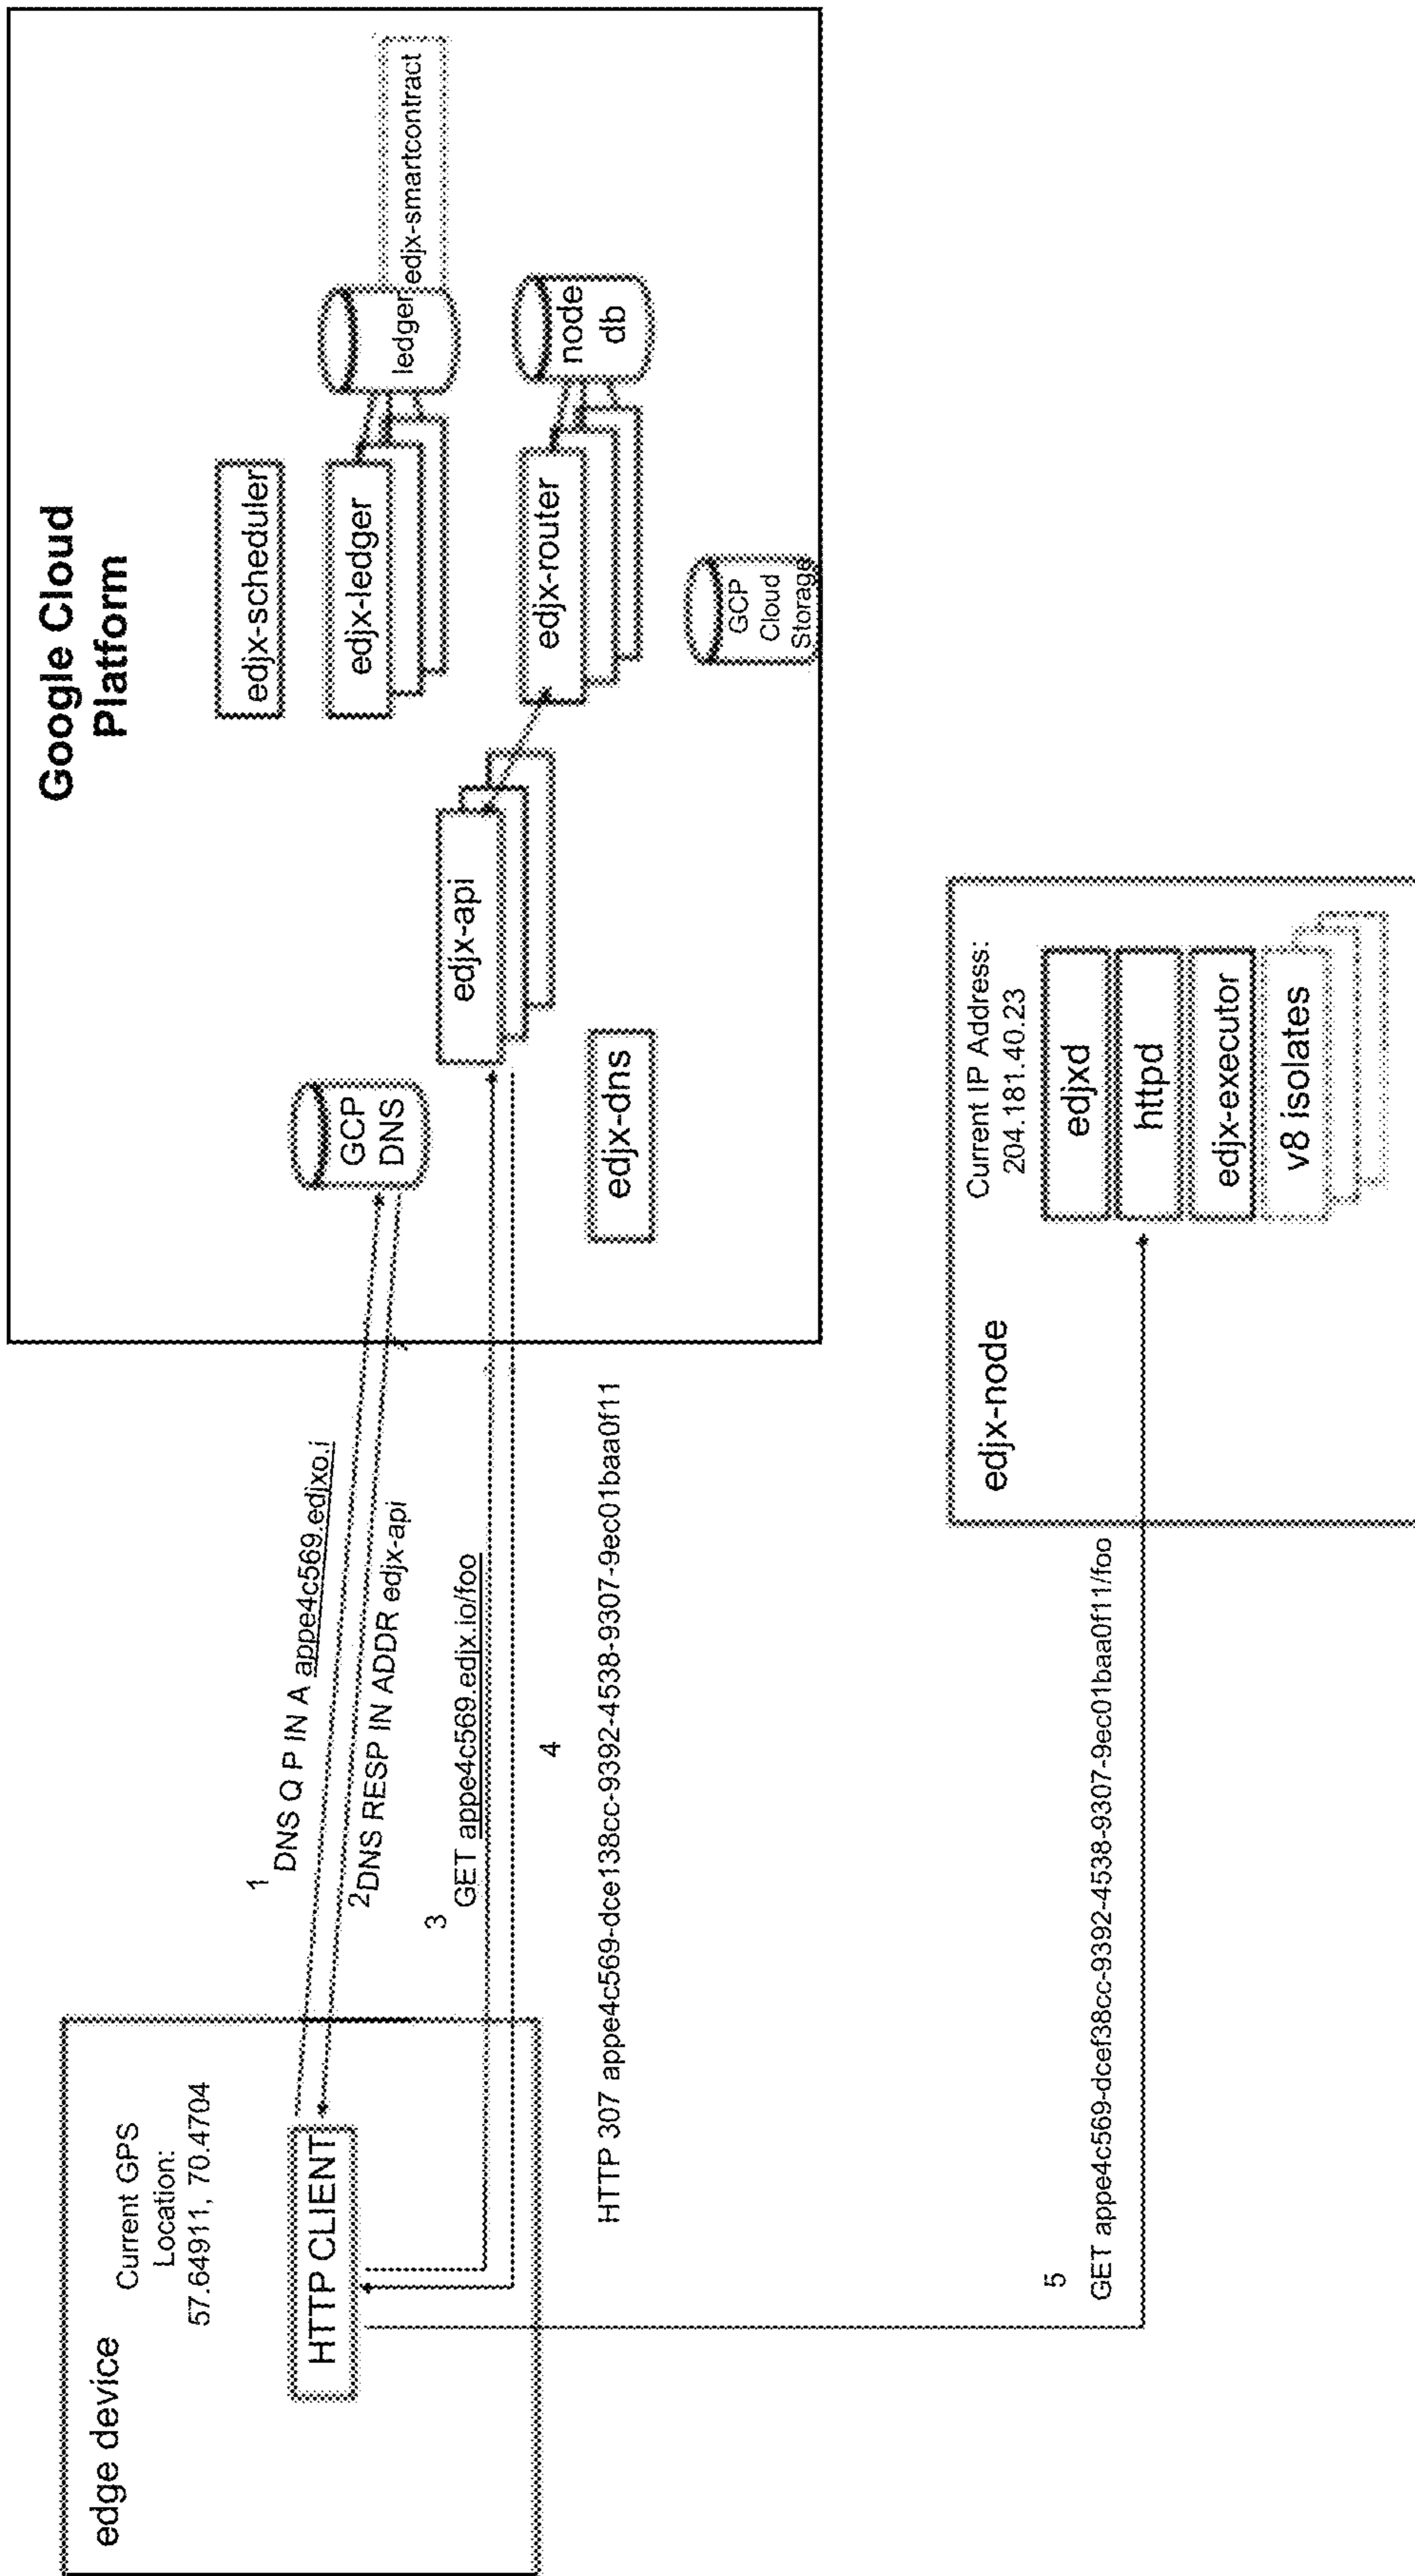 edge device
Current GPS
Location:
57.64911, 70.4704
HTTP CLIENT
1
DNS Q P IN A appe4c569.edjxo.i
2
DNS RESP IN ADDR edjx-api
3
GET appe4c569.edjx.io/foo
4
HTTP 307 appe4c569-dce138cc-9392-4538-9307-9ec01baa0f11
5
GET appe4c569-dcef38cc-9392-4538-9307-9ec01baa0f11/foo
Google Cloud
Platform
GCP
DNS
edjx-api
edjx-dns
edjx-scheduler
edjx-ledger
ledger
edjx-smartcontract
edjx-router
node
db
GCP
Cloud
Storage
edjx-node
Current IP Address:
204.181.40.23
edjxd
httpd
edjx-executor
v8 isolates